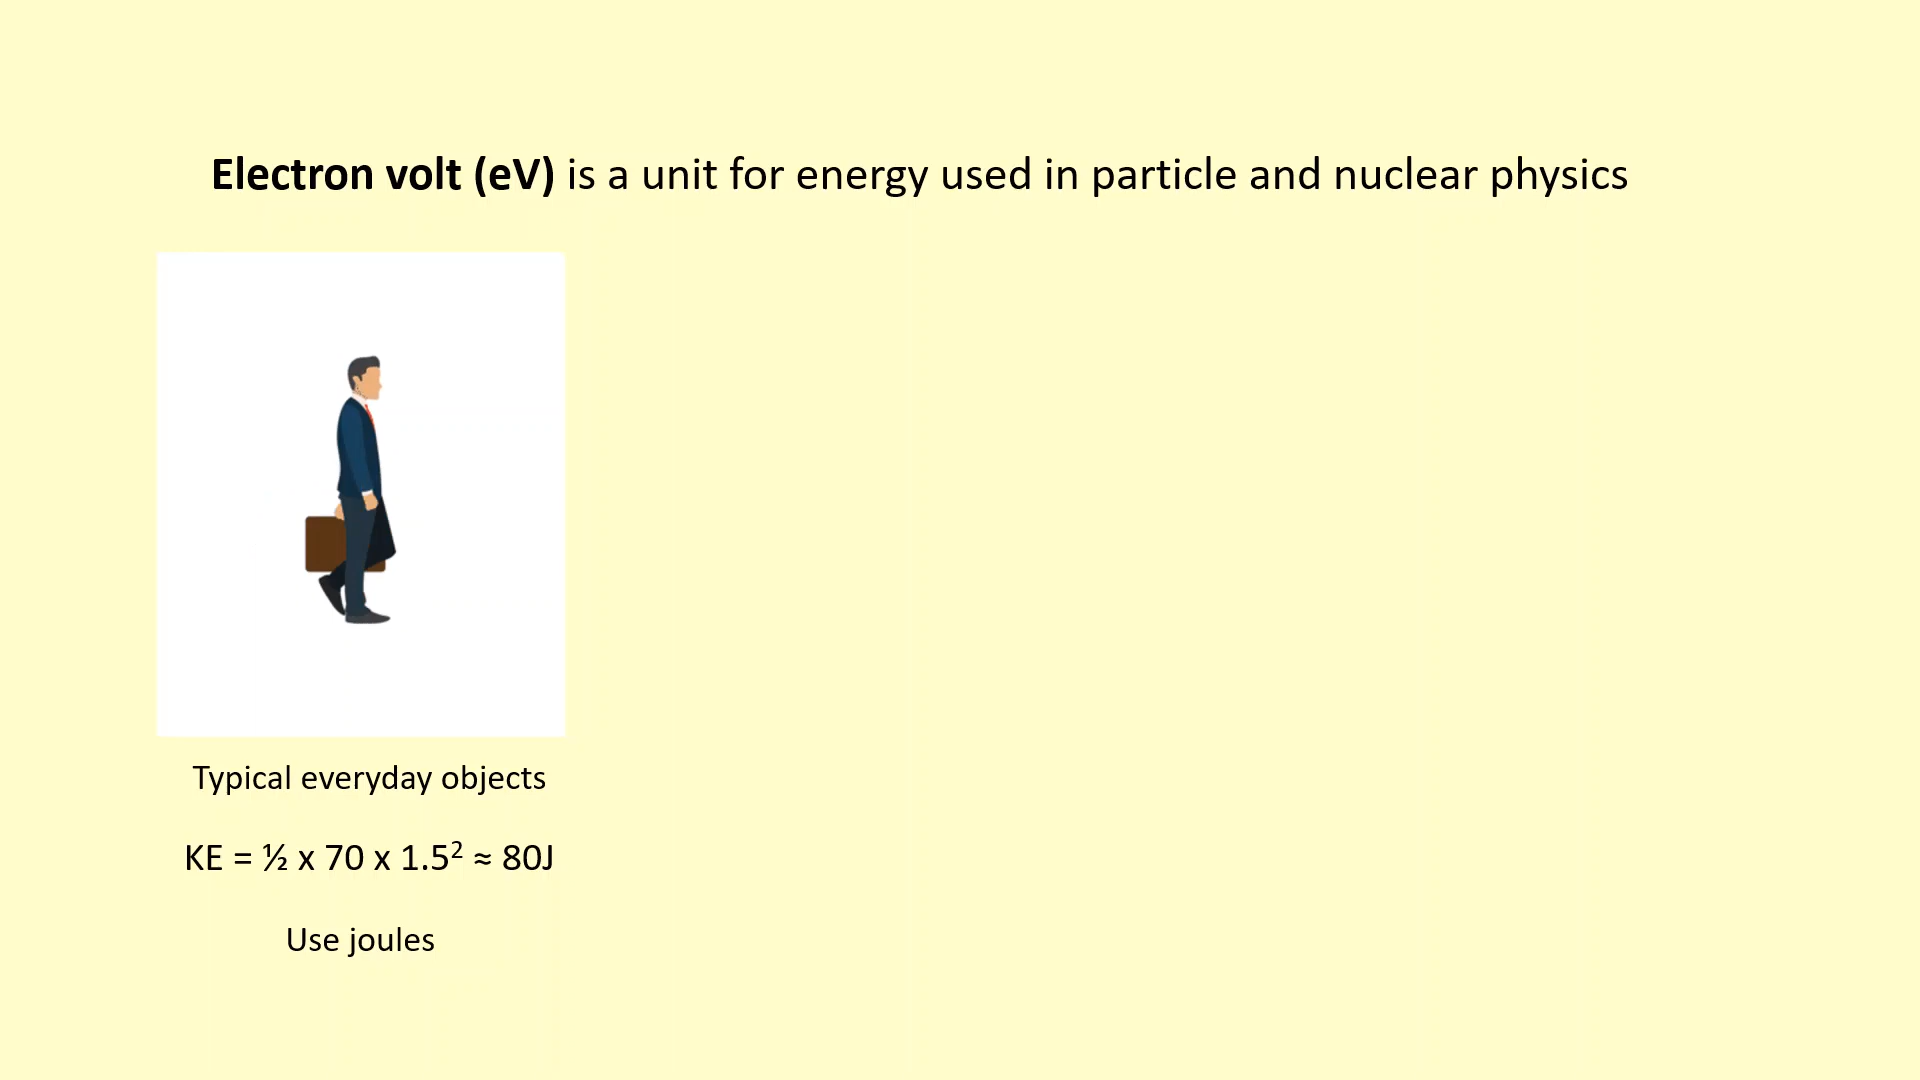 Electron volt (eV) is a unit for energy used in particle and nuclear physics
Typical everyday objects
KE = ½ x 70 x 1.5² ≈ 80J
Use joules